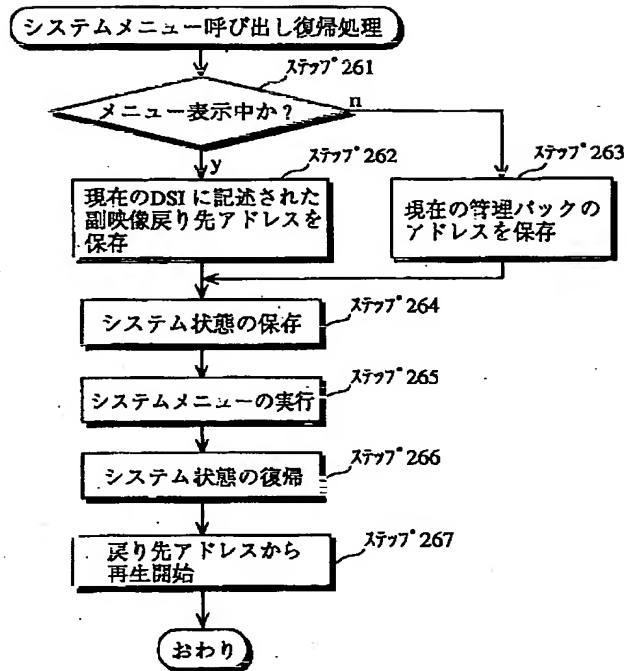 システムメニュー呼び出し復帰処理
ステップ261
メニュー表示中か?
n
y
ステップ262
ステップ263
現在のDSIに記述された
副映像戻り先アドレスを
保存
現在の管理パックの
アドレスを保存
ステップ264
システム状態の保存
ステップ265
システムメニューの実行
ステップ266
システム状態の復帰
ステップ267
戻り先アドレスから
再生開始
おわり